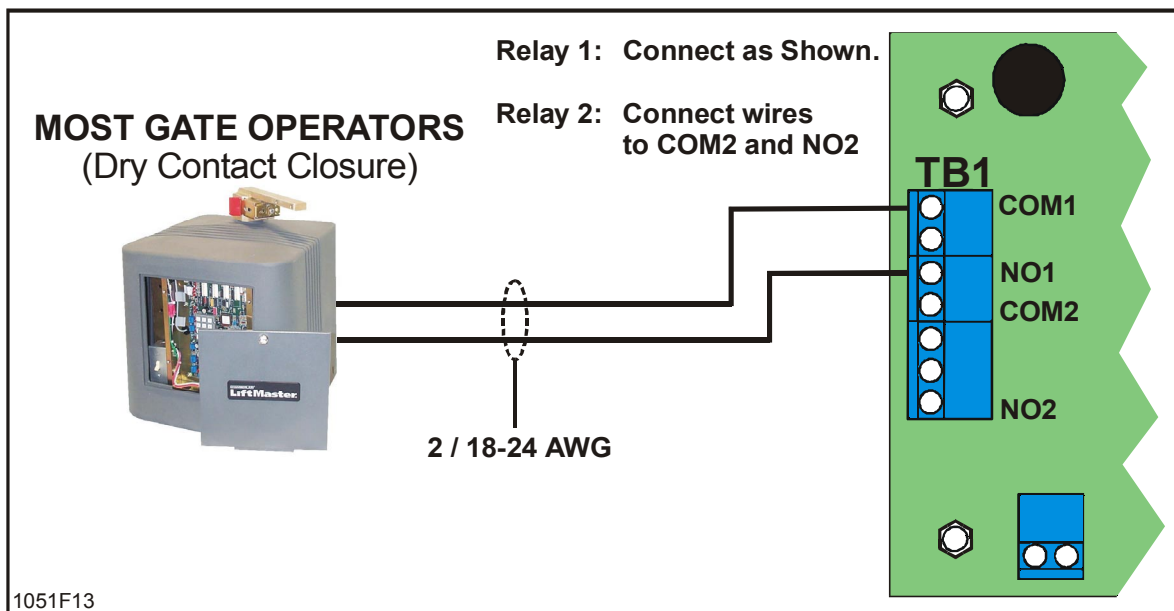 Relay 1: Connect as Shown.
Relay 2: Connect wires
to COM2 and NO2
MOST GATE OPERATORS
(Dry Contact Closure)
TB1
COM1
NO1
COM2
NO2
LiftMaster
2 / 18-24 AWG
1051F13